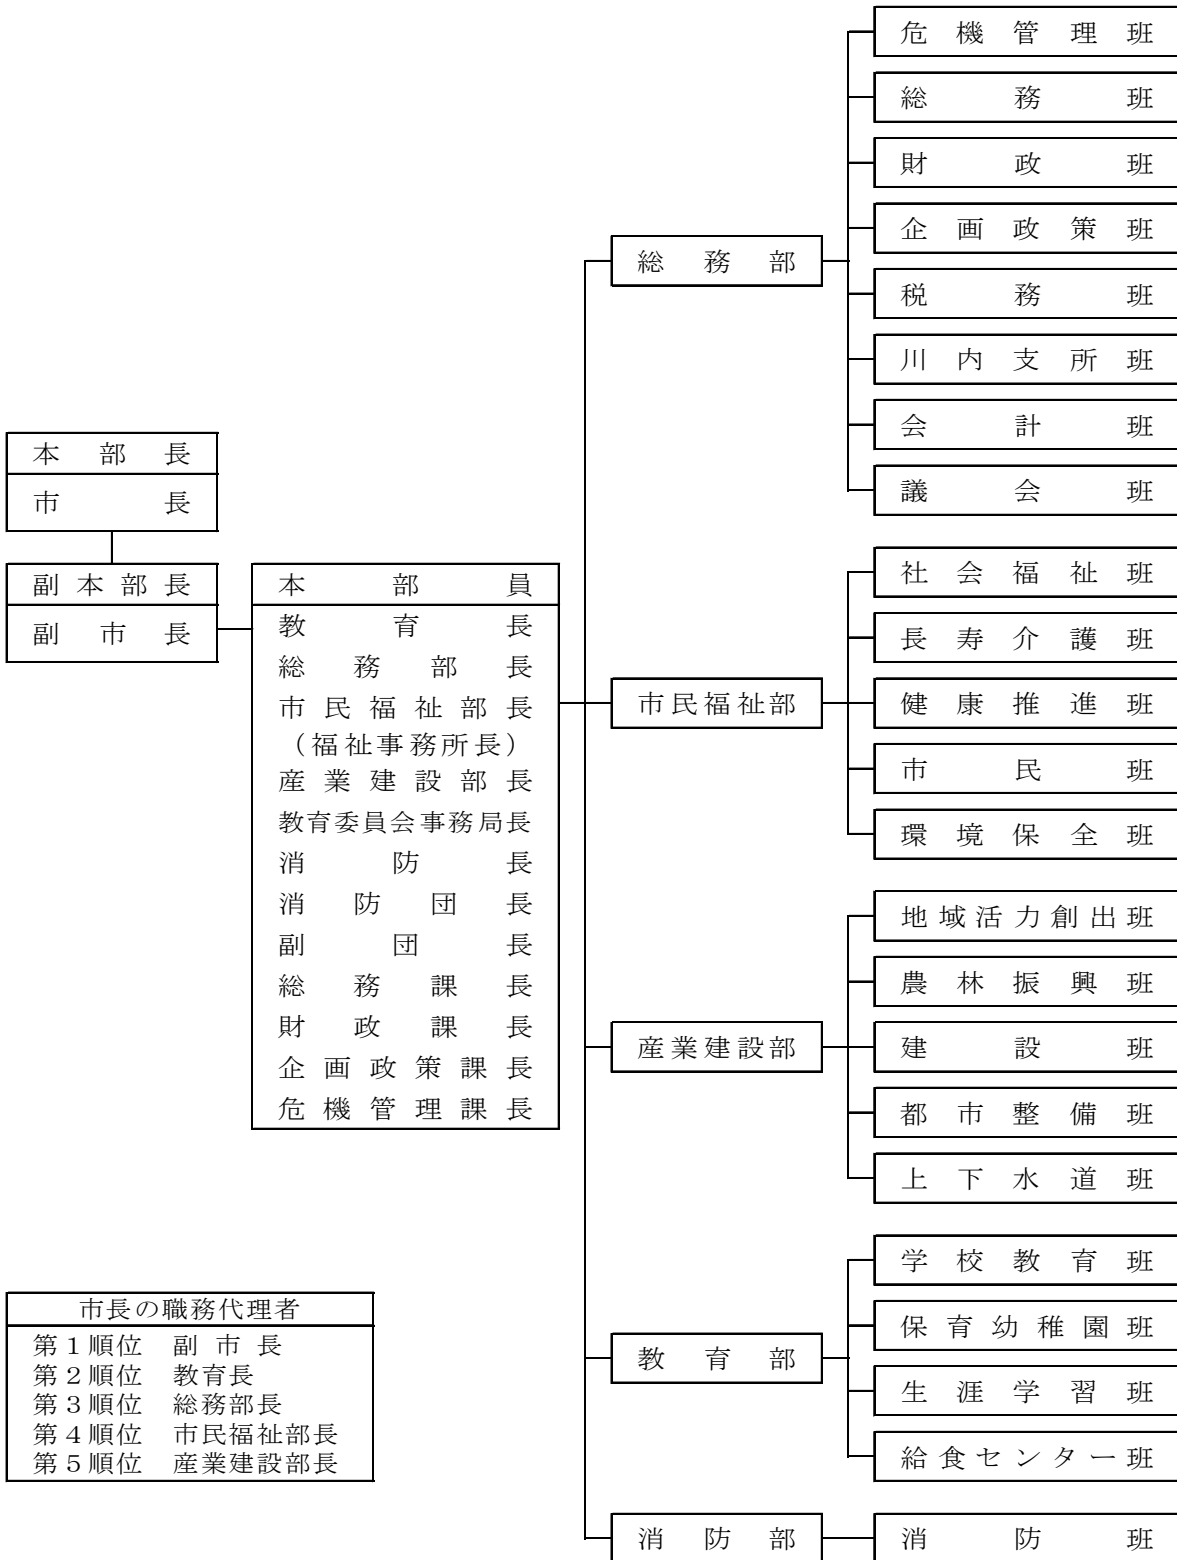 本部長
市長
副本部長
副市長
本部員
教育長
総務部長
市民福祉部長
（福祉事務所長）
産業建設部長
教育委員会事務局長
消防長
消防団長
副団長
総務課長
財政課長
企画政策課長
危機管理課長
総務部
危機管理班
総務班
財政班
企画政策班
税務班
川内支所班
会計班
議会班
市民福祉部
社会福祉班
長寿介護班
健康推進班
市民班
環境保全班
産業建設部
地域活力創出班
農林振興班
建設班
都市整備班
上下水道班
教育部
学校教育班
保育幼稚園班
生涯学習班
給食センター班
消防部
消防班
市長の職務代理者
第１順位　副市長
第２順位　教育長
第３順位　総務部長
第４順位　市民福祉部長
第５順位　産業建設部長